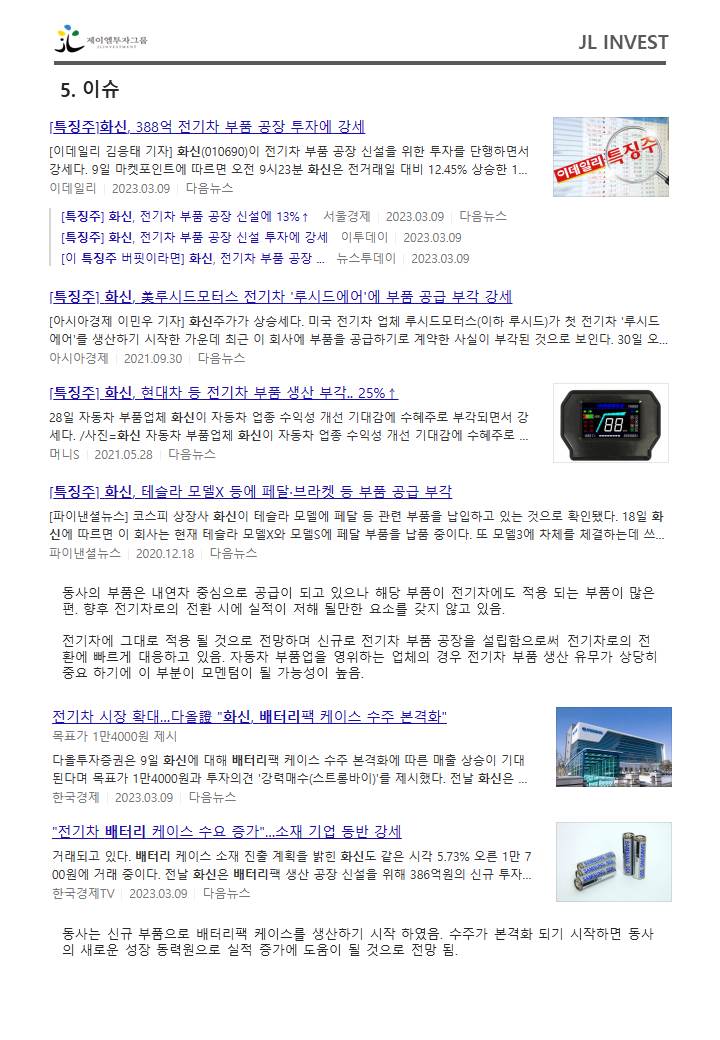 제이엘투자그룹
JL INVESTMENT
JL INVEST
5. 이슈
[특징주]화신, 388억 전기차 부품 공장 투자에 강세
[이데일리 김응태 기자] 화신(010690)이 전기차 부품 공장 신설을 위한 투자를 단행하면서
강세다. 9일 마켓포인트에 따르면 오전 9시23분 화신은 전거래일 대비 12.45% 상승한 1...
이데일리 | 2023.03.09 | 다음뉴스
이데일리 특징주
[특징주] 화신, 전기차 부품 공장 신설에 13%↑ 서울경제 | 2023.03.09 | 다음뉴스
[특징주] 화신, 전기차 부품 공장 신설 투자에 강세 이투데이 | 2023.03.09
[이 특징주 버핏이라면] 화신, 전기차 부품 공장 ... 뉴스투데이 | 2023.03.09
[특징주] 화신, 美루시드모터스 전기차 '루시드에어'에 부품 공급 부각 강세
[아시아경제 이민우 기자] 화신주가가 상승세다. 미국 전기차 업체 루시드모터스(이하 루시드)가 첫 전기차 '루시드
에어'를 생산하기 시작한 가운데 최근 이 회사에 부품을 공급하기로 계약한 사실이 부각된 것으로 보인다. 30일 오...
아시아경제 | 2021.09.30 | 다음뉴스
[특징주] 화신, 현대차 등 전기차 부품 생산 부각.. 25%↑
28일 자동차 부품업체 화신이 자동차 업종 수익성 개선 기대감에 수혜주로 부각되면서 강
세다. /사진=화신 자동차 부품업체 화신이 자동차 업종 수익성 개선 기대감에 수혜주로 ...
머니S | 2021.05.28 | 다음뉴스
88
[특징주] 화신, 테슬라 모델X 등에 페달·브라켓 등 부품 공급 부각
[파이낸셜뉴스] 코스피 상장사 화신이 테슬라 모델에 페달 등 관련 부품을 납입하고 있는 것으로 확인됐다. 18일 화
신에 따르면 이 회사는 현재 테슬라 모델X와 모델S에 페달 부품을 납품 중이다. 또 모델3에 차체를 체결하는데 쓰...
파이낸셜뉴스 | 2020.12.18 | 다음뉴스
동사의 부품은 내연차 중심으로 공급이 되고 있으나 해당 부품이 전기차에도 적용 되는 부품이 많은
편. 향후 전기차로의 전환 시에 실적이 저해 될만한 요소를 갖지 않고 있음.
전기차에 그대로 적용 될 것으로 전망하며 신규로 전기차 부품 공장을 설립함으로써 전기차로의 전
환에 빠르게 대응하고 있음. 자동차 부품업을 영위하는 업체의 경우 전기차 부품 생산 유무가 상당히
중요 하기에 이 부분이 모멘텀이 될 가능성이 높음.
전기차 시장 확대...다올證 "화신, 배터리팩 케이스 수주 본격화"
목표가 1만4000원 제시
다올투자증권은 9일 화신에 대해 배터리팩 케이스 수주 본격화에 따른 매출 상승이 기대
된다며 목표가 1만4000원과 투자의견 '강력매수(스트롱바이)'를 제시했다. 전날 화신은 ...
한국경제 | 2023.03.09 | 다음뉴스
"전기차 배터리 케이스 수요 증가"...소재 기업 동반 강세
거래되고 있다. 배터리 케이스 소재 진출 계획을 밝힌 화신도 같은 시각 5.73% 오른 1만 7
00원에 거래 중이다. 전날 화신은 배터리팩 생산 공장 신설을 위해 386억원의 신규 투자...
한국경제TV | 2023.03.09 | 다음뉴스
동사는 신규 부품으로 배터리팩 케이스를 생산하기 시작 하였음. 수주가 본격화 되기 시작하면 동사
의 새로운 성장 동력원으로 실적 증가에 도움이 될 것으로 전망 됨.